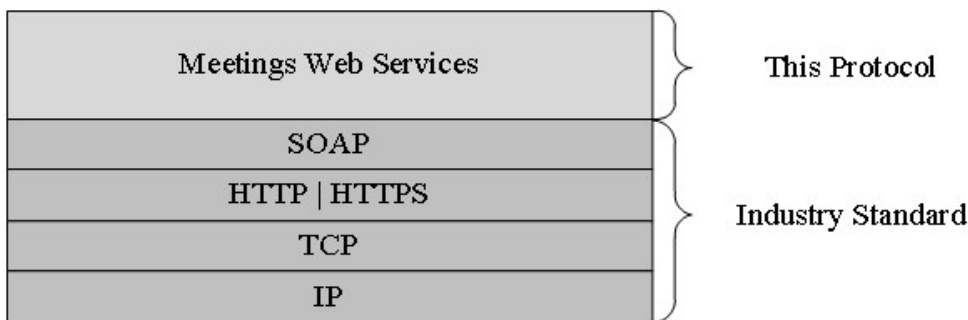 Meetings Web Services
This Protocol
SOAP
HTTP | HTTPS
TCP
IP
Industry Standard